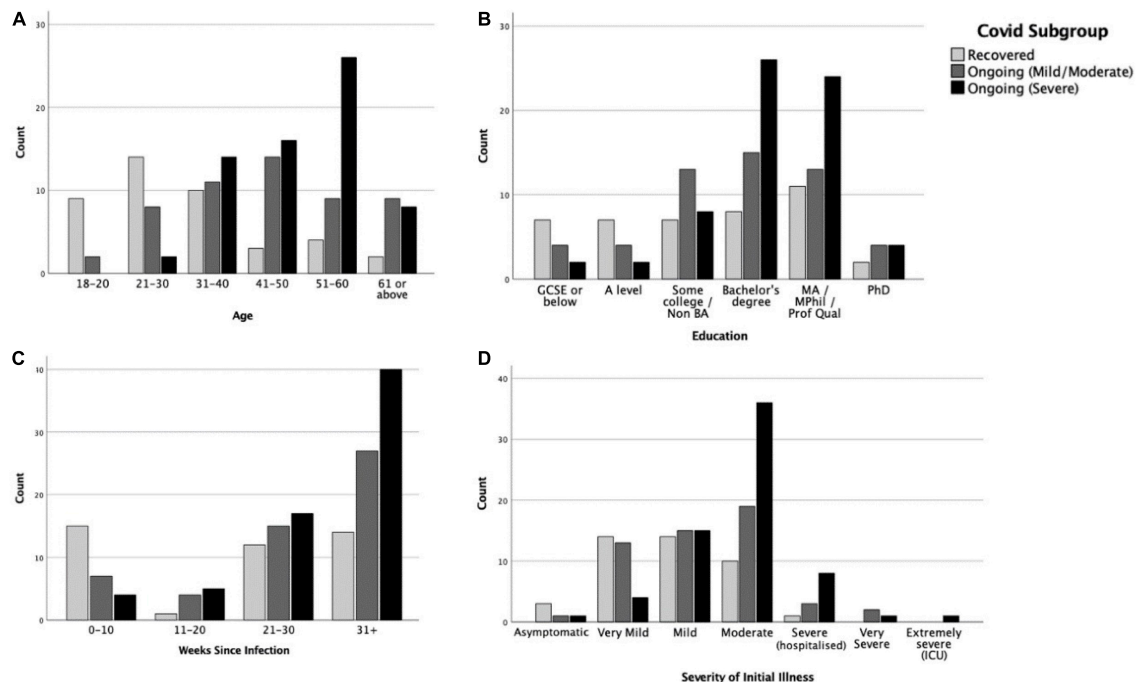 A
30
20
10
0
Count
18–20 21–30 31–40 41–50 51–60 61 or
above
Age
B
30
20
10
0
Count
GCSE or A level Some Bachelor's MA / PhD
below college / degree MPhil /
Non BA Prof Qual
Education
Covid Subgroup
Recovered
Ongoing (Mild/Moderate)
Ongoing (Severe)
C
40
30
20
10
0
Count
0–10 11–20 21–30 31+
Weeks Since Infection
D
40
30
20
10
0
Count
Asymptomatic Very Mild Mild Moderate Severe Very Extremely
(hospitalised) Severe severe
(ICU)
Severity of Initial Illness